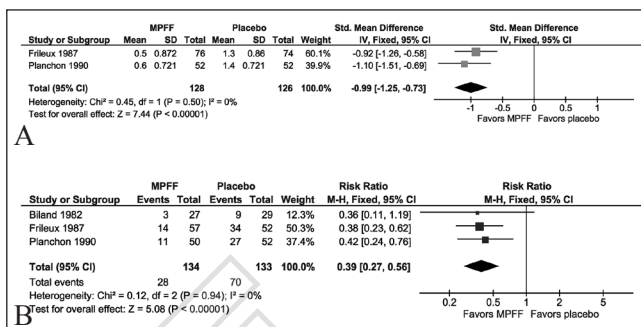 MPFF Placebo Std. Mean Difference Std. Mean Difference
Study or Subgroup Mean SD Total Mean SD Total Weight IV, Fixed, 95% CI IV, Fixed, 95% CI
Frileux 1987 0.5 0.872 76 1.3 0.86 74 60.1% -0.92 [-1.26, -0.58]
Planchon 1990 0.6 0.721 52 1.4 0.721 52 39.9% -1.10 [-1.51, -0.69]
Total (95% CI) 128 126 100.0% -0.99 [-1.25, -0.73]
Heterogeneity: Chi² = 0.45, df = 1 (P = 0.50); I² = 0%
Test for overall effect: Z = 7.44 (P < 0.00001)
-1 -0.5 0 0.5 1
Favors MPFF Favors placebo
A
MPFF Placebo Risk Ratio Risk Ratio
Study or Subgroup Events Total Events Total Weight M-H, Fixed, 95% CI M-H, Fixed, 95% CI
Biland 1982 3 27 9 29 12.3% 0.36 [0.11, 1.19]
Frileux 1987 14 57 34 52 50.3% 0.38 [0.23, 0.62]
Planchon 1990 11 50 27 52 37.4% 0.42 [0.24, 0.76]
Total (95% CI) 134 133 100.0% 0.39 [0.27, 0.56]
Total events 28 70
Heterogeneity: Chi² = 0.12, df = 2 (P = 0.94); I² = 0%
Test for overall effect: Z = 5.08 (P < 0.00001)
0.2 0.5 1 2 5
Favors MPFF Favors placebo
B